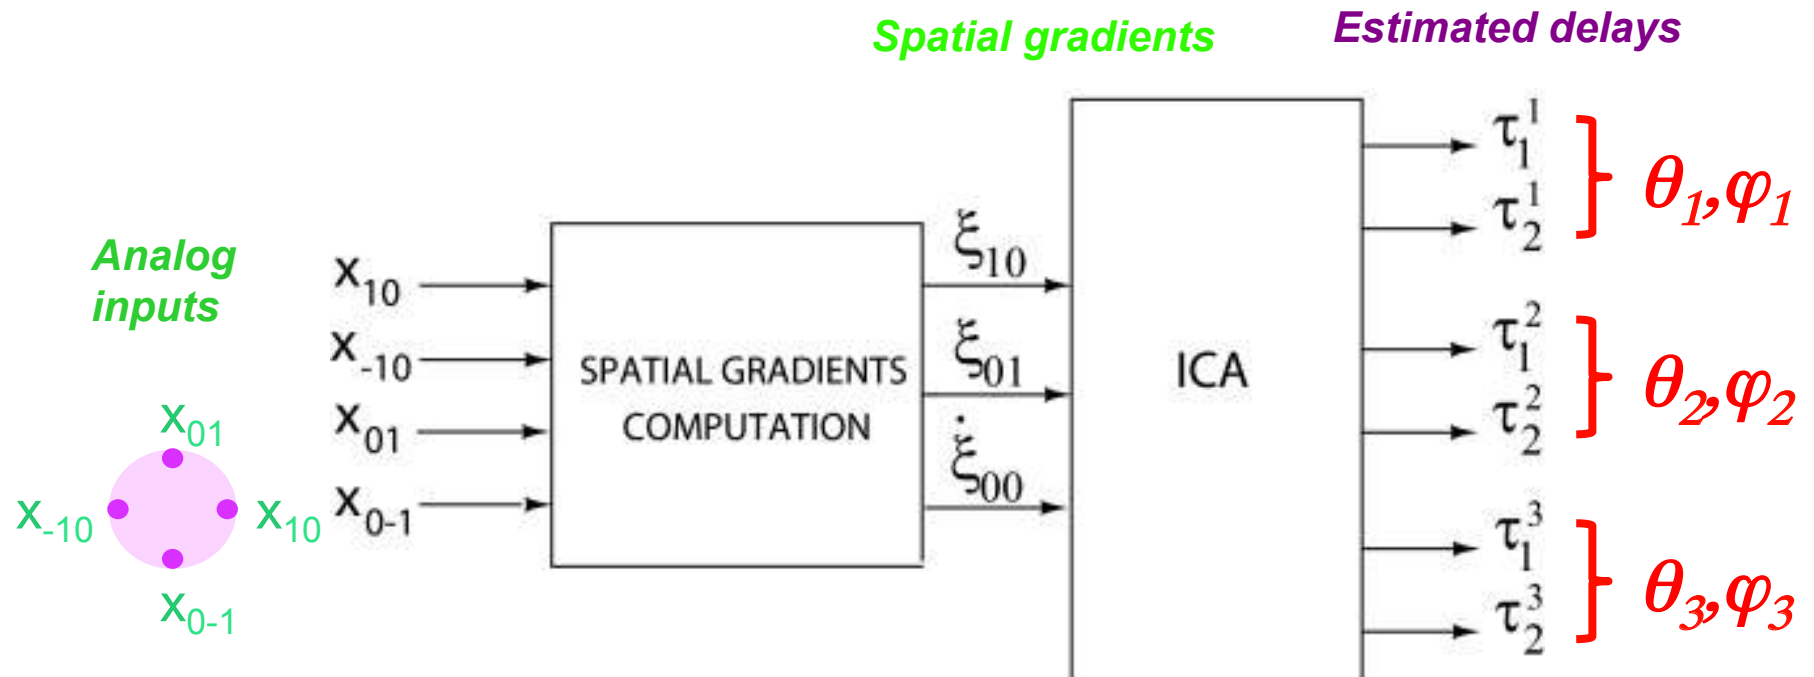 Spatial gradients
Estimated delays
Analog
inputs
x₁₀
x₋₁₀
x₀₁
x₀₋₁
x₀₁
x₋₁₀
x₁₀
x₀₋₁
SPATIAL GRADIENTS
COMPUTATION
ξ₁₀
ξ₀₁
ξ̇₀₀
ICA
τ₁¹
τ₂¹
θ₁,φ₁
τ₁²
τ₂²
θ₂,φ₂
τ₁³
τ₂³
θ₃,φ₃